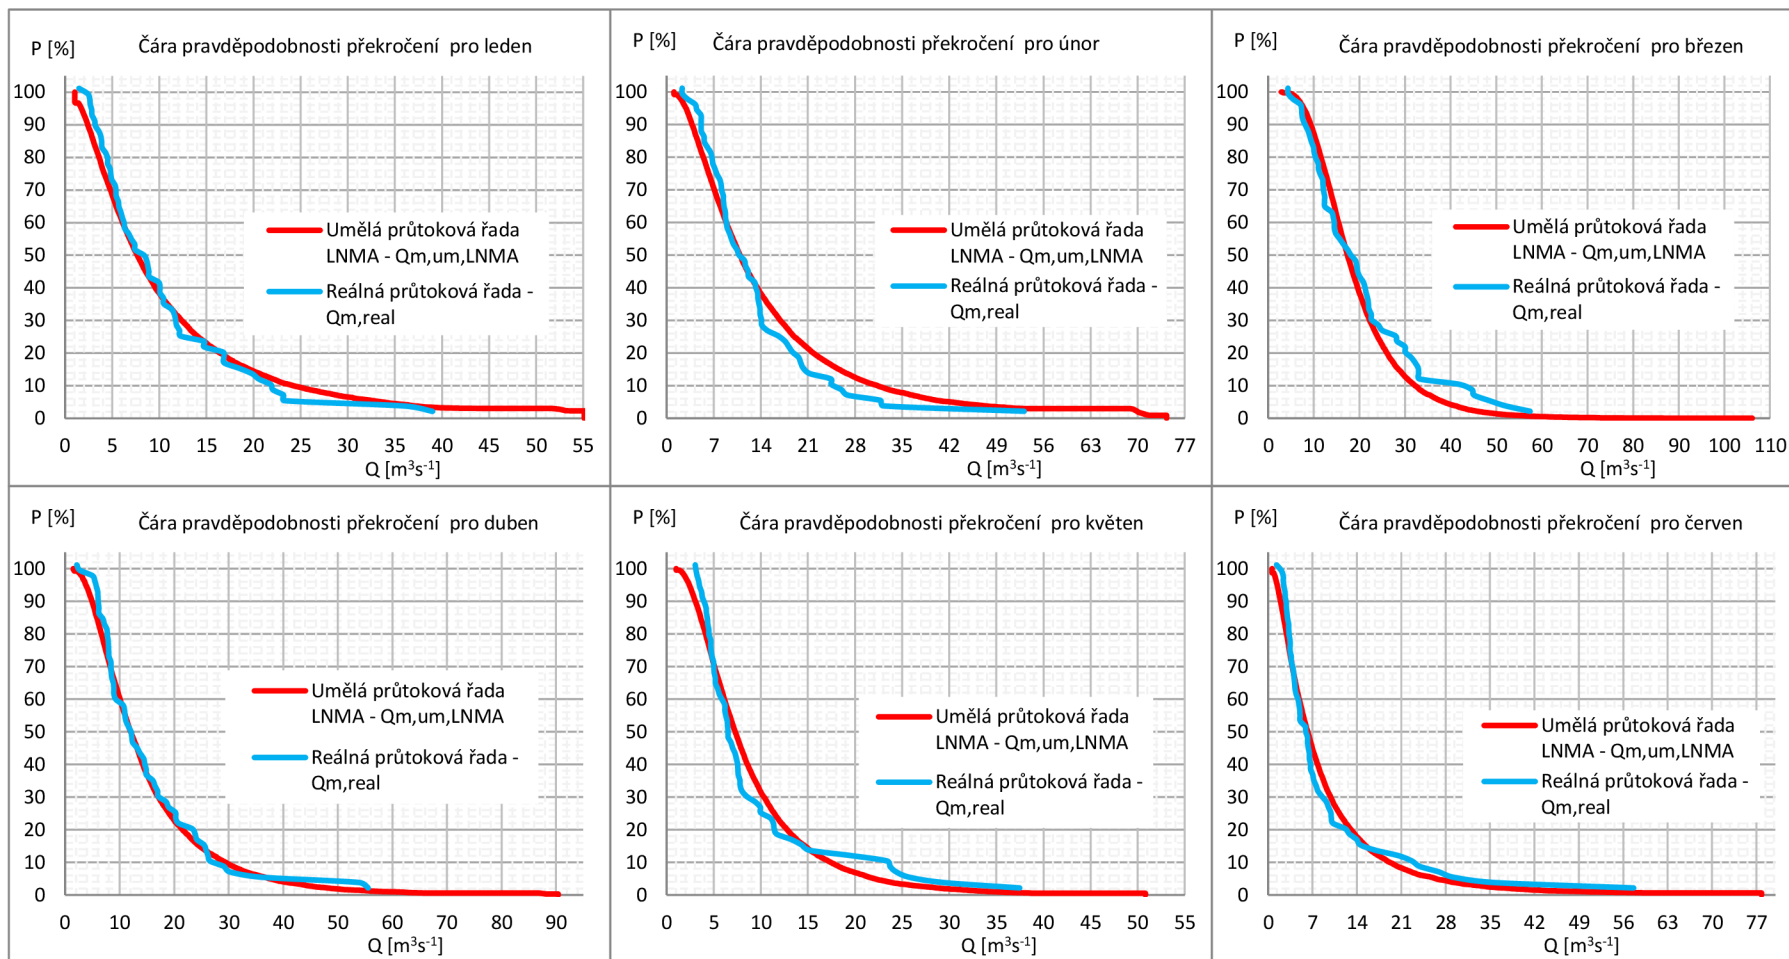 P [%]
Čára pravděpodobnosti překročení pro leden
100
90
80
70
60
50
40
30
20
10
0
Umělá průtoková řada
LNMA - Qm,um,LNMA
Reálná průtoková řada -
Qm,real
0 5 10 15 20 25 30 35 40 45 50 55
Q [m³s⁻¹]
P [%]
Čára pravděpodobnosti překročení pro únor
100
90
80
70
60
50
40
30
20
10
0
Umělá průtoková řada
LNMA - Qm,um,LNMA
Reálná průtoková řada -
Qm,real
0 7 14 21 28 35 42 49 56 63 70 77
Q [m³s⁻¹]
P [%]
Čára pravděpodobnosti překročení pro březen
100
90
80
70
60
50
40
30
20
10
0
Umělá průtoková řada
LNMA - Qm,um,LNMA
Reálná průtoková řada -
Qm,real
0 10 20 30 40 50 60 70 80 90 100 110
Q [m³s⁻¹]
P [%]
Čára pravděpodobnosti překročení pro duben
100
90
80
70
60
50
40
30
20
10
0
Umělá průtoková řada
LNMA - Qm,um,LNMA
Reálná průtoková řada -
Qm,real
0 10 20 30 40 50 60 70 80 90
Q [m³s⁻¹]
P [%]
Čára pravděpodobnosti překročení pro květen
100
90
80
70
60
50
40
30
20
10
0
Umělá průtoková řada
LNMA - Qm,um,LNMA
Reálná průtoková řada -
Qm,real
0 5 10 15 20 25 30 35 40 45 50 55
Q [m³s⁻¹]
P [%]
Čára pravděpodobnosti překročení pro červen
100
90
80
70
60
50
40
30
20
10
0
Umělá průtoková řada
LNMA - Qm,um,LNMA
Reálná průtoková řada -
Qm,real
0 7 14 21 28 35 42 49 56 63 70 77
Q [m³s⁻¹]